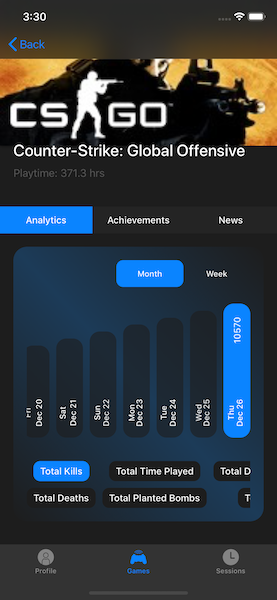 3:30
Back
CS GO
Counter-Strike: Global Offensive
Playtime: 371.3 hrs
Analytics
Achievements
News
Month
Week
Fri
Dec 20
Sat
Dec 21
Sun
Dec 22
Mon
Dec 23
Tue
Dec 24
Wed
Dec 25
Thu
Dec 26
10570
Total Kills
Total Time Played
Total D
Total Deaths
Total Planted Bombs
T
Profile
Games
Sessions